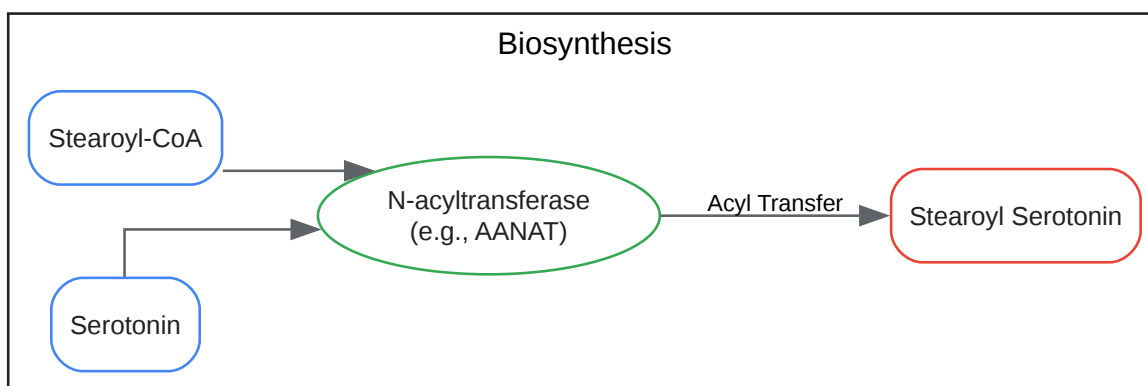 Biosynthesis
Stearoyl-CoA
N-acyltransferase
(e.g., AANAT)
Acyl Transfer
Stearoyl Serotonin
Serotonin